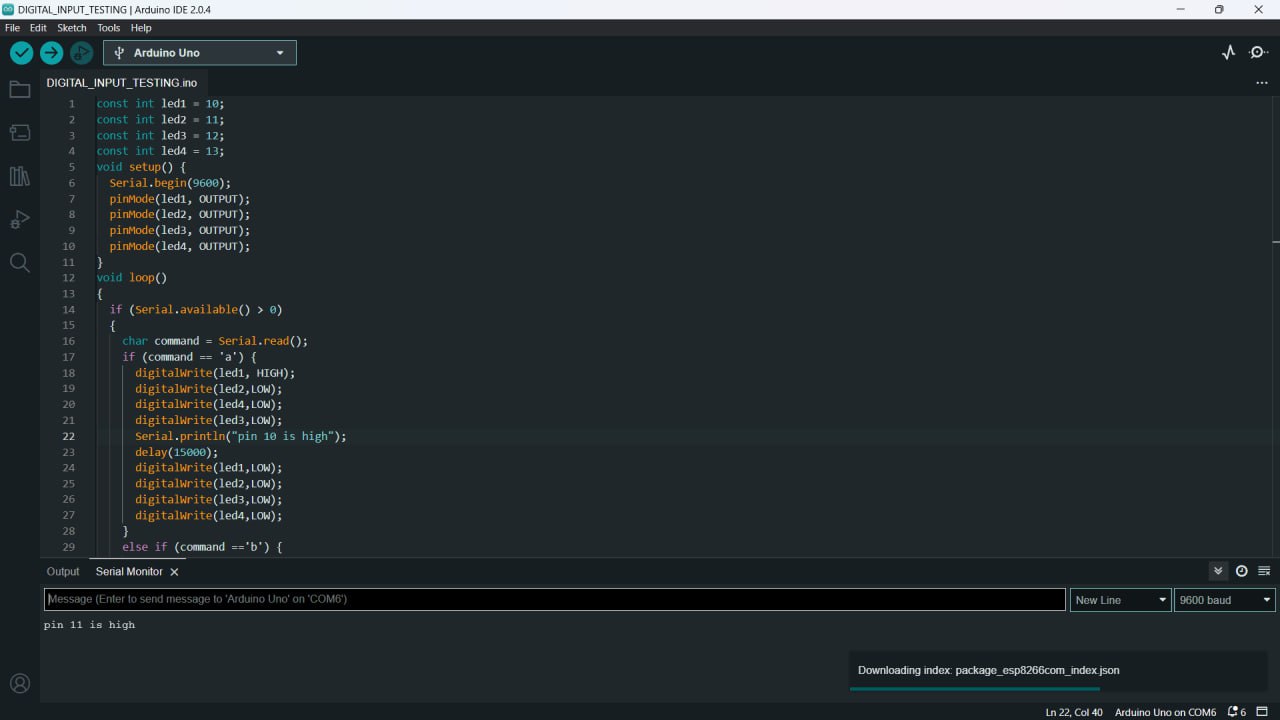 DIGITAL_INPUT_TESTING | Arduino IDE 2.0.4
File Edit Sketch Tools Help
Arduino Uno
DIGITAL_INPUT_TESTING.ino
1 const int led1 = 10;
2 const int led2 = 11;
3 const int led3 = 12;
4 const int led4 = 13;
5 void setup() {
6 Serial.begin(9600);
7 pinMode(led1, OUTPUT);
8 pinMode(led2, OUTPUT);
9 pinMode(led3, OUTPUT);
10 pinMode(led4, OUTPUT);
11 }
12 void loop()
13 {
14 if (Serial.available() > 0)
15 {
16 char command = Serial.read();
17 if (command == 'a') {
18 digitalWrite(led1, HIGH);
19 digitalWrite(led2,LOW);
20 digitalWrite(led4,LOW);
21 digitalWrite(led3,LOW);
22 Serial.println("pin 10 is high");
23 delay(15000);
24 digitalWrite(led1,LOW);
25 digitalWrite(led2,LOW);
26 digitalWrite(led3,LOW);
27 digitalWrite(led4,LOW);
28 }
29 else if (command =='b') {
Output Serial Monitor
Message (Enter to send message to 'Arduino Uno' on 'COM6') New Line 9600 baud
pin 11 is high
Downloading index: package_esp8266com_index.json
Ln 22, Col 40 Arduino Uno on COM6 6